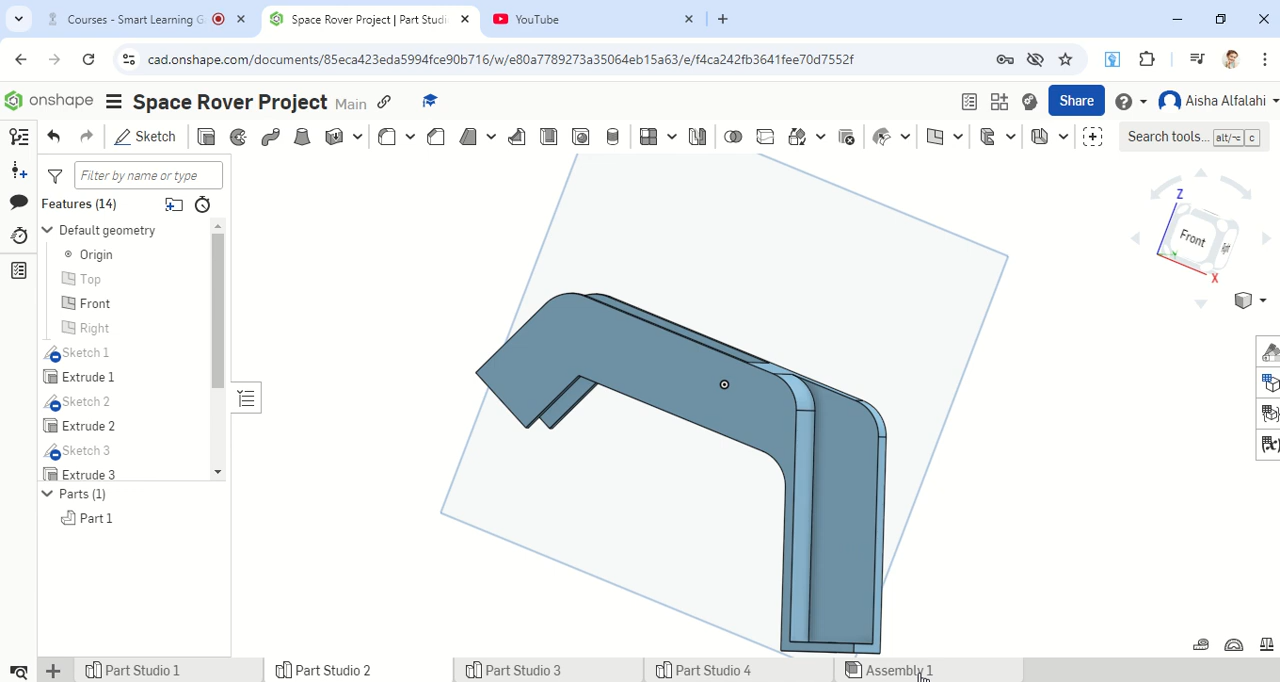 Courses - Smart Learning G
Space Rover Project | Part Studi
YouTube
cad.onshape.com/documents/85eca423eda5994fce90b716/w/e80a7789273a35064eb15a63/e/f4ca242fb3641fee70d7552f
onshape
Space Rover Project Main
Share
Aisha Alfalahi
Sketch
Search tools... alt/⌥ c
Filter by name or type
Features (14)
Default geometry
Origin
Top
Front
Right
Sketch 1
Extrude 1
Sketch 2
Extrude 2
Sketch 3
Extrude 3
Parts (1)
Part 1
Z
Front
X
Part Studio 1
Part Studio 2
Part Studio 3
Part Studio 4
Assembly 1